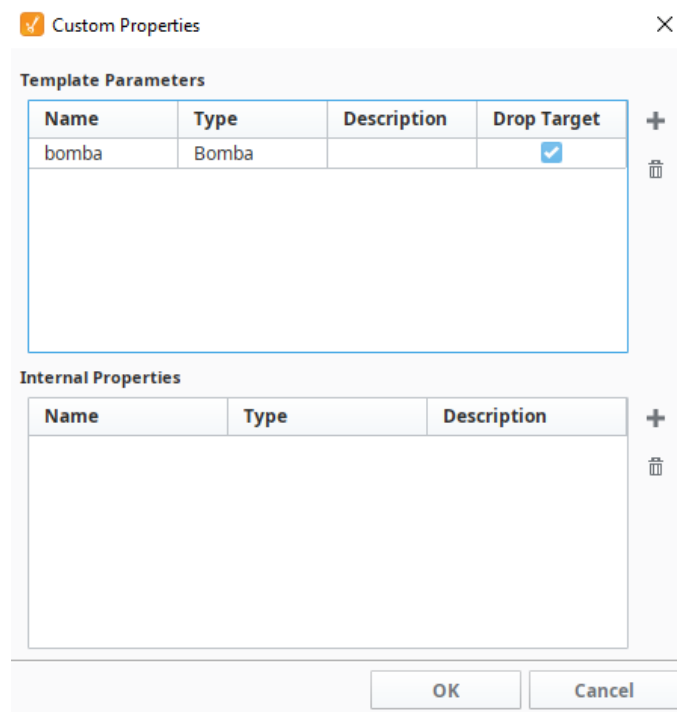 Custom Properties
Template Parameters
Name Type Description Drop Target
bomba Bomba
Internal Properties
Name Type Description
OK Cancel